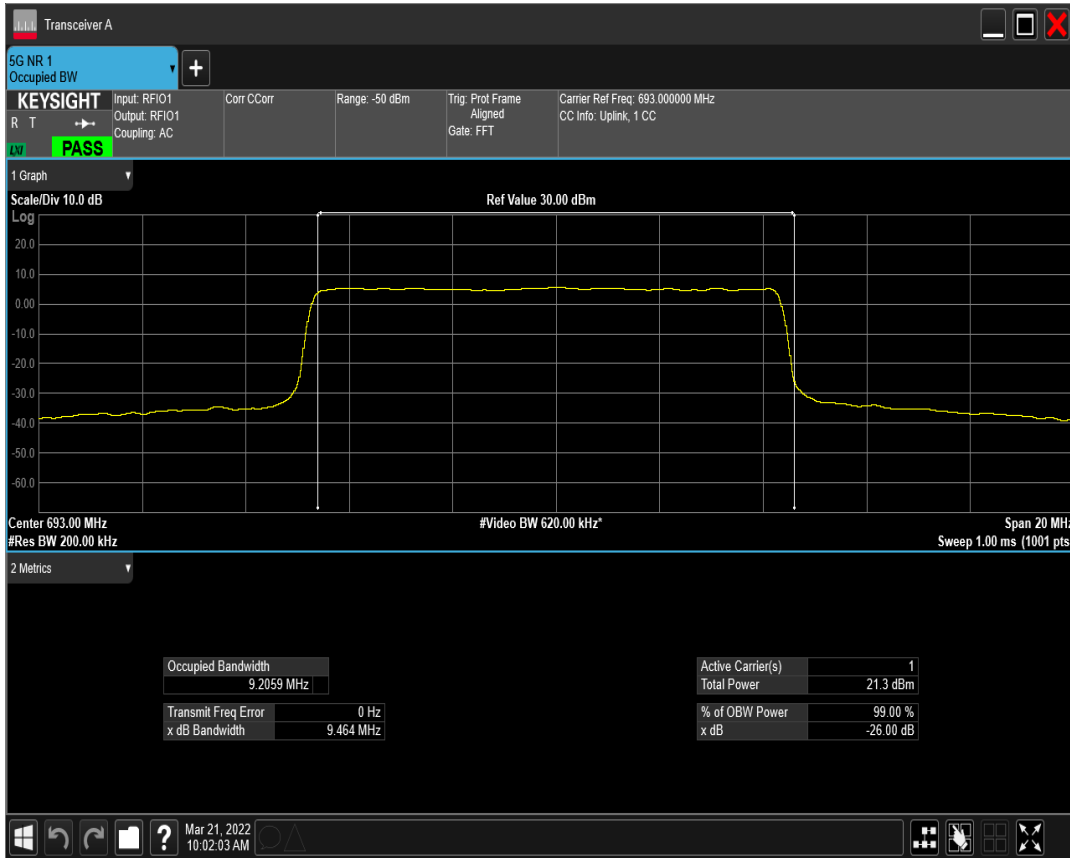 Transceiver A
5G NR 1
Occupied BW
+
KEYSIGHT
R T
LXI
PASS
Input: RFIO1
Output: RFIO1
Coupling: AC
Corr CCorr
Range: -50 dBm
Trig: Prot Frame
Aligned
Gate: FFT
Carrier Ref Freq: 693.000000 MHz
CC Info: Uplink, 1 CC
1 Graph
Scale/Div 10.0 dB
Ref Value 30.00 dBm
Log
20.0
10.0
0.00
-10.0
-20.0
-30.0
-40.0
-50.0
-60.0
Center 693.00 MHz
#Video BW 620.00 kHz*
Span 20 MHz
#Res BW 200.00 kHz
Sweep 1.00 ms (1001 pts
2 Metrics
Occupied Bandwidth
9.2059 MHz
Transmit Freq Error 0 Hz
x dB Bandwidth 9.464 MHz
Active Carrier(s) 1
Total Power 21.3 dBm
% of OBW Power 99.00 %
x dB -26.00 dB
?
Mar 21, 2022
10:02:03 AM